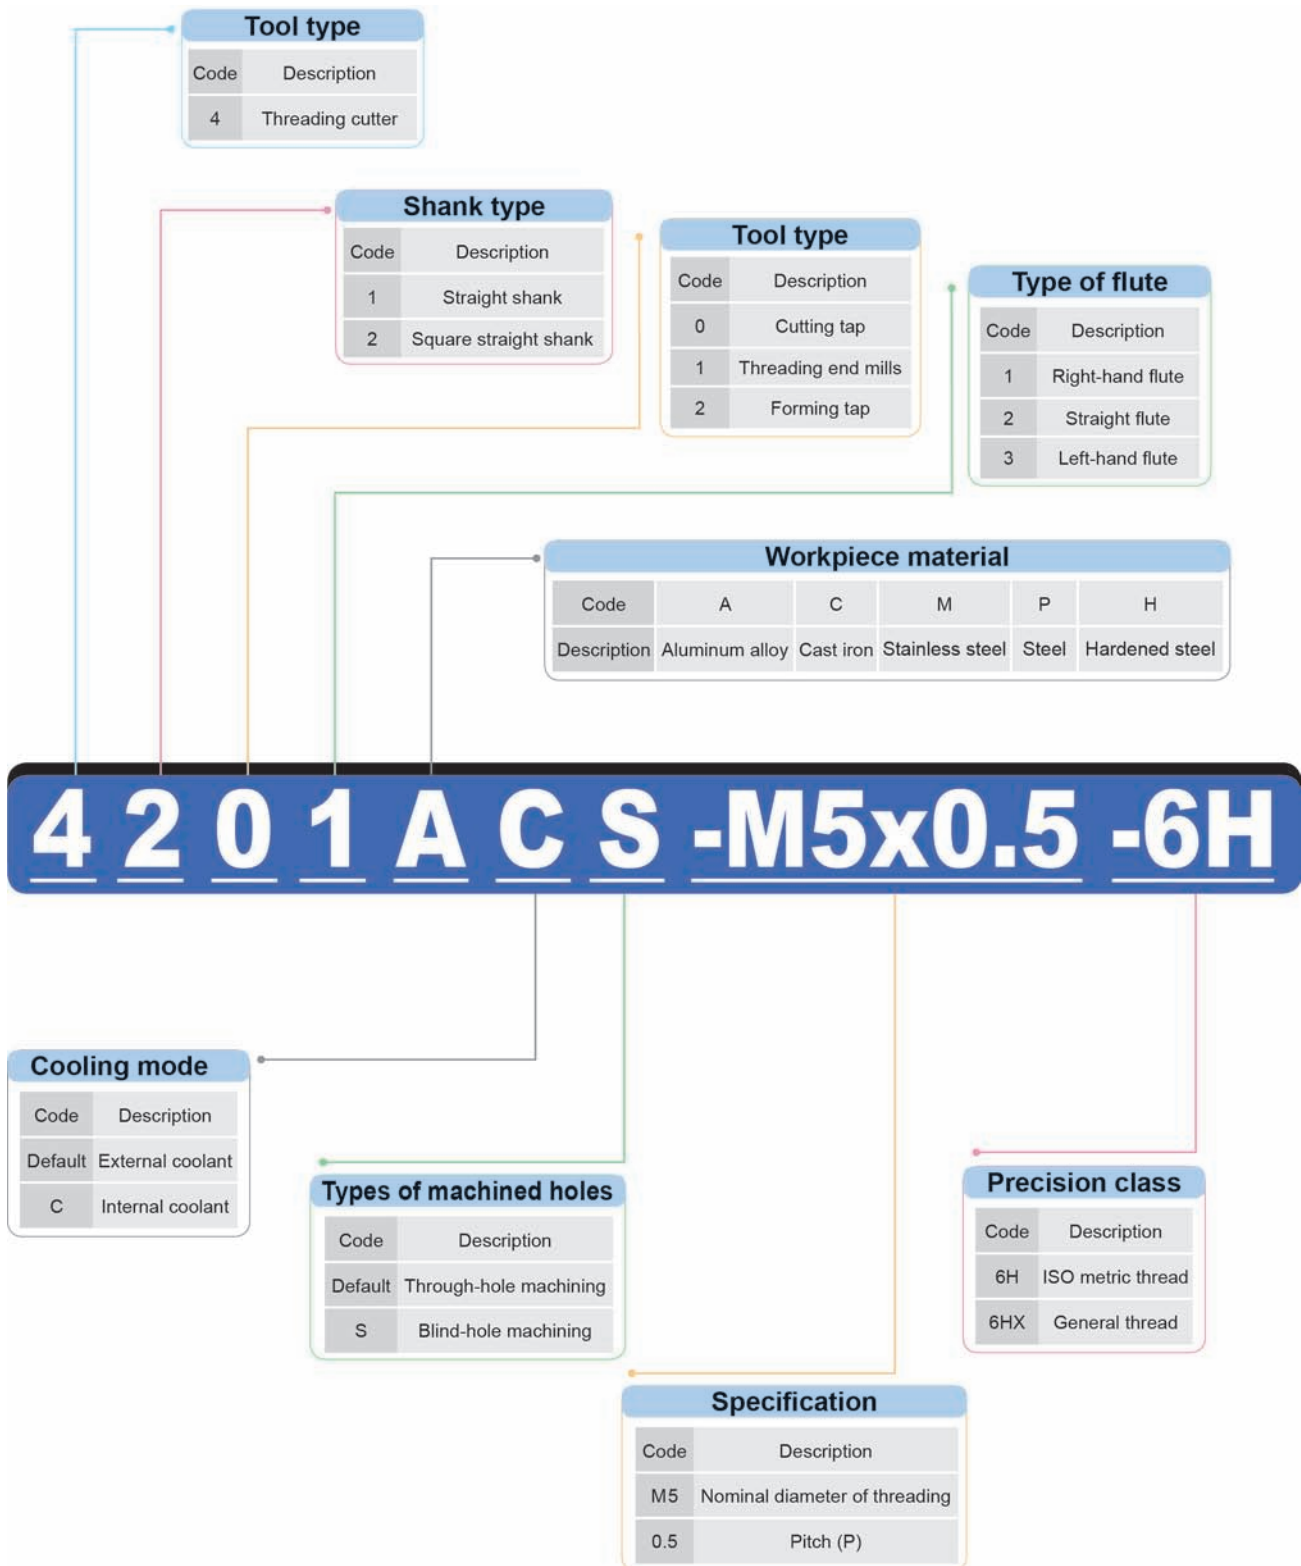 Tool type
Code Description
4 Threading cutter
Shank type
Code Description
1 Straight shank
2 Square straight shank
Tool type
Code Description
0 Cutting tap
1 Threading end mills
2 Forming tap
Type of flute
Code Description
1 Right-hand flute
2 Straight flute
3 Left-hand flute
Workpiece material
Code A C M P H
Description Aluminum alloy Cast iron Stainless steel Steel Hardened steel
4 2 0 1 A C S -M5x0.5 -6H
Cooling mode
Code Description
Default External coolant
C Internal coolant
Types of machined holes
Code Description
Default Through-hole machining
S Blind-hole machining
Precision class
Code Description
6H ISO metric thread
6HX General thread
Specification
Code Description
M5 Nominal diameter of threading
0.5 Pitch (P)